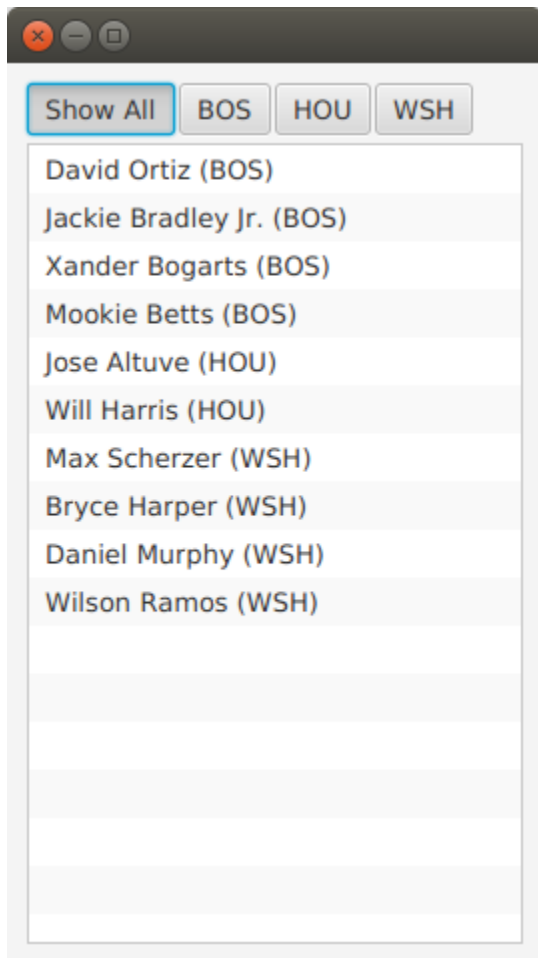 Show All BOS HOU WSH
David Ortiz (BOS)
Jackie Bradley Jr. (BOS)
Xander Bogarts (BOS)
Mookie Betts (BOS)
Jose Altuve (HOU)
Will Harris (HOU)
Max Scherzer (WSH)
Bryce Harper (WSH)
Daniel Murphy (WSH)
Wilson Ramos (WSH)